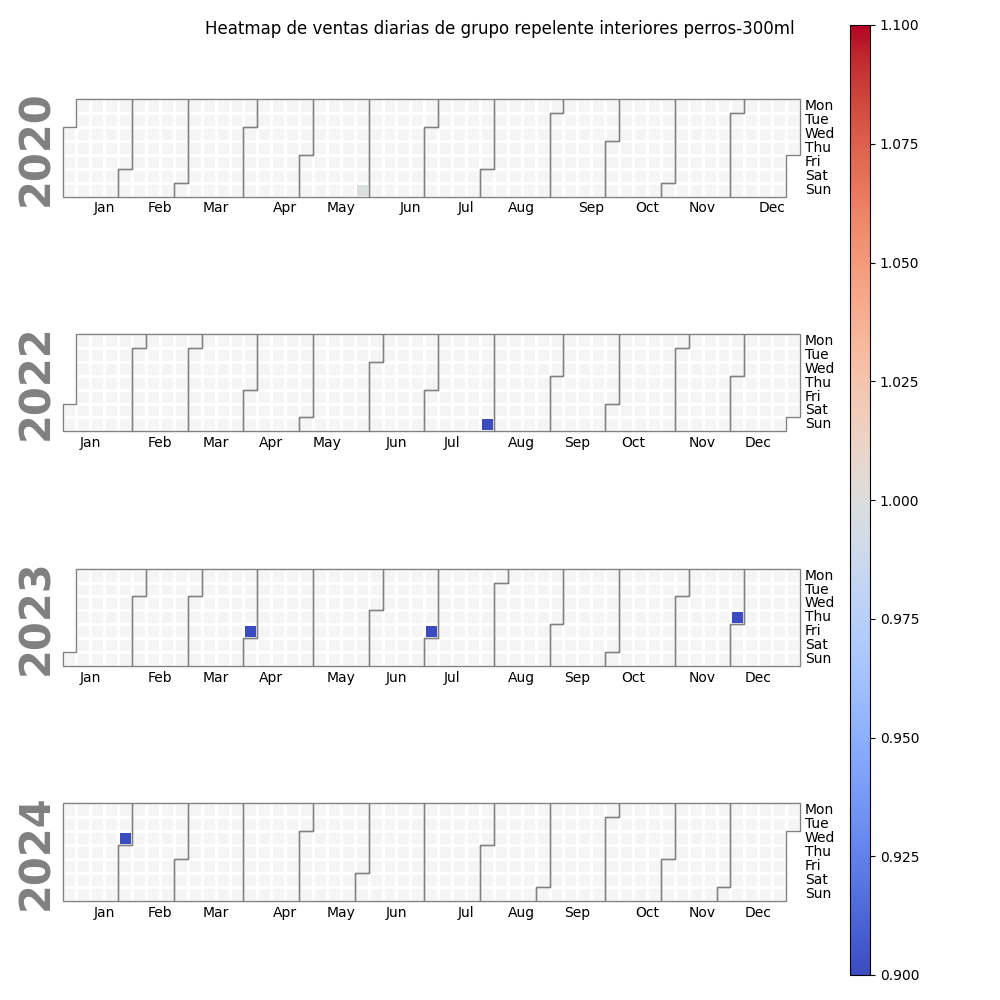 Heatmap de ventas diarias de grupo repelente interiores perros-300ml
2020
Mon
Tue
Wed
Thu
Fri
Sat
Sun
Jan Feb Mar Apr May Jun Jul Aug Sep Oct Nov Dec
2022
Mon
Tue
Wed
Thu
Fri
Sat
Sun
Jan Feb Mar Apr May Jun Jul Aug Sep Oct Nov Dec
2023
Mon
Tue
Wed
Thu
Fri
Sat
Sun
Jan Feb Mar Apr May Jun Jul Aug Sep Oct Nov Dec
2024
Mon
Tue
Wed
Thu
Fri
Sat
Sun
Jan Feb Mar Apr May Jun Jul Aug Sep Oct Nov Dec
1.100
1.075
1.050
1.025
1.000
0.975
0.950
0.925
0.900